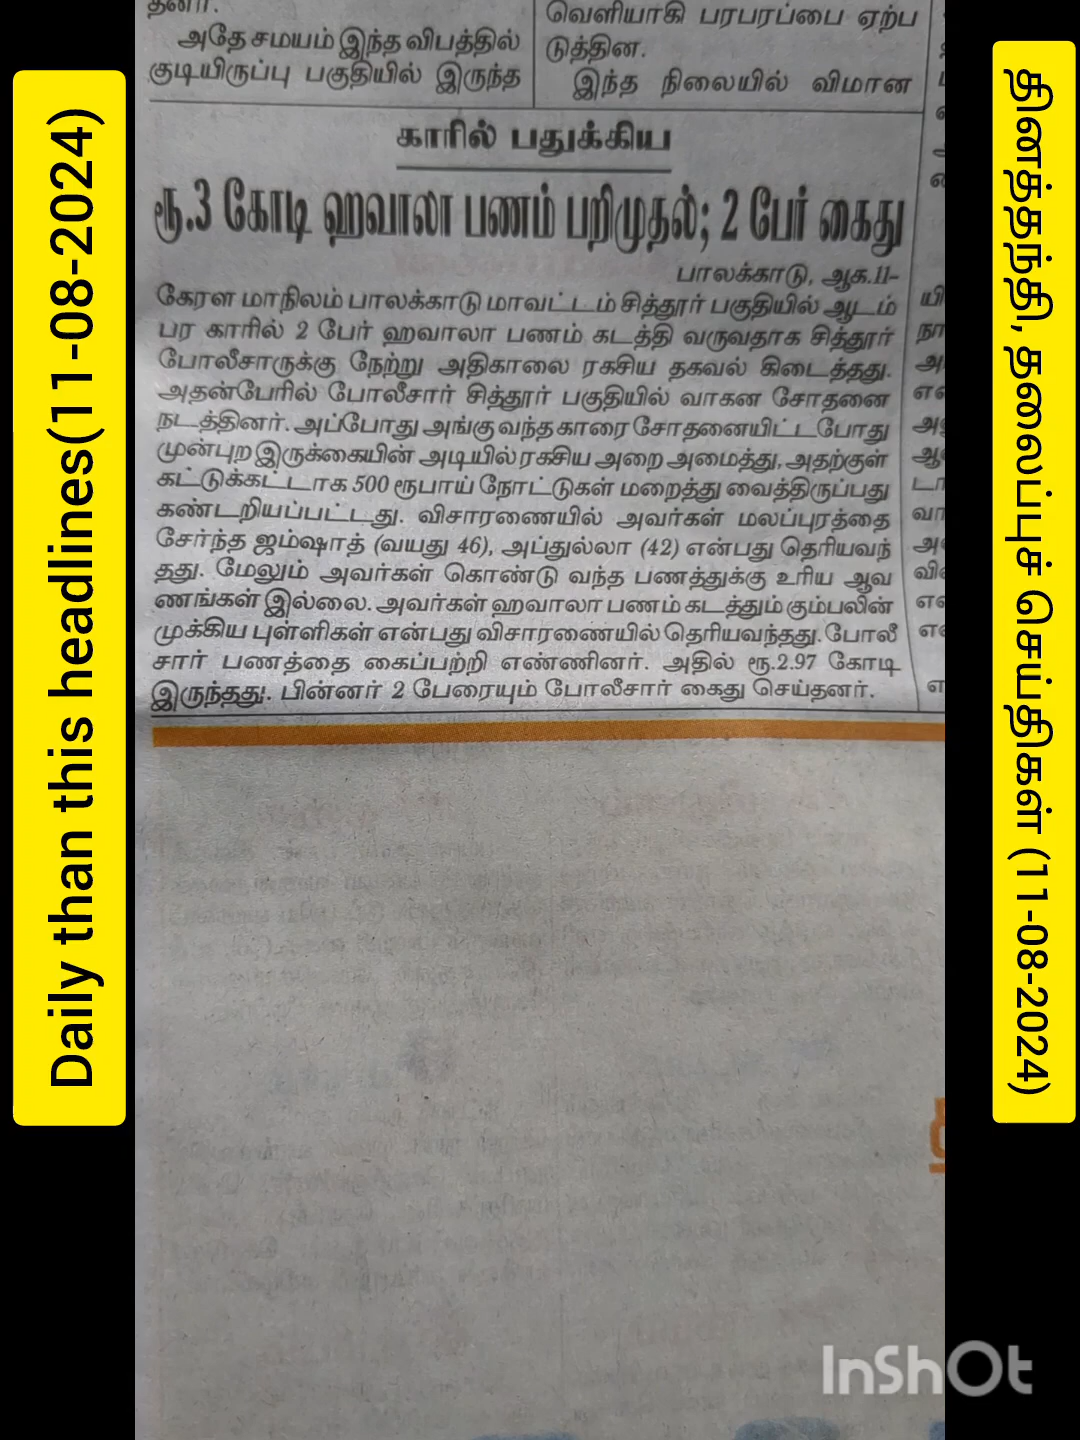 Daily than this headlines(11-08-2024)
தினத்தந்தி, தலைப்புச் செய்திகள் (11-08-2024)
அதே சமயம் இந்த விபத்தில்
குடியிருப்பு பகுதியில் இருந்த
வெளியாகி பரபரப்பை ஏற்ப
டுத்தின.
இந்த நிலையில் விமான
காரில் பதுக்கிய
ரூ.3 கோடி ஹவாலா பணம் பறிமுதல்; 2 பேர் கைது
பாலக்காடு, ஆக.11-
கேரள மாநிலம் பாலக்காடு மாவட்டம் சித்தூர் பகுதியில் ஆடம்
பர காரில் 2 பேர் ஹவாலா பணம் கடத்தி வருவதாக சித்தூர்
போலீசாருக்கு நேற்று அதிகாலை ரகசிய தகவல் கிடைத்தது.
அதன்பேரில் போலீசார் சித்தூர் பகுதியில் வாகன சோதனை
நடத்தினர். அப்போது அங்கு வந்த காரை சோதனையிட்டபோது
முன்புற இருக்கையின் அடியில் ரகசிய அறை அமைத்து, அதற்குள்
கட்டுக்கட்டாக 500 ரூபாய் நோட்டுகள் மறைத்து வைத்திருப்பது
கண்டறியப்பட்டது. விசாரணையில் அவர்கள் மலப்புரத்தை
சேர்ந்த ஜம்ஷாத் (வயது 46), அப்துல்லா (42) என்பது தெரியவந்
தது. மேலும் அவர்கள் கொண்டு வந்த பணத்துக்கு உரிய ஆவ
ணங்கள் இல்லை. அவர்கள் ஹவாலா பணம் கடத்தும் கும்பலின்
முக்கிய புள்ளிகள் என்பது விசாரணையில் தெரியவந்தது. போலீ
சார் பணத்தை கைப்பற்றி எண்ணினர். அதில் ரூ.2.97 கோடி
இருந்தது. பின்னர் 2 பேரையும் போலீசார் கைது செய்தனர்.
InShOt